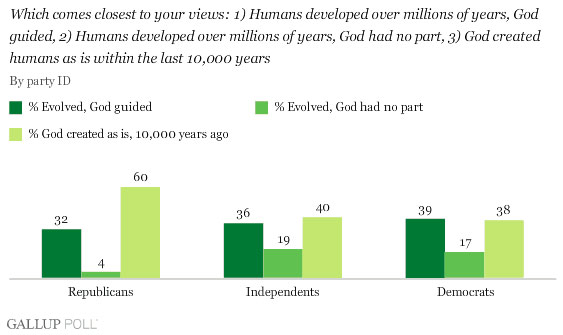 Which comes closest to your views: 1) Humans developed over millions of years, God
guided, 2) Humans developed over millions of years, God had no part, 3) God created
humans as is within the last 10,000 years
By party ID
% Evolved, God guided
% Evolved, God had no part
% God created as is, 10,000 years ago
32
4
60
36
19
40
39
17
38
Republicans
Independents
Democrats
GALLUP POLL